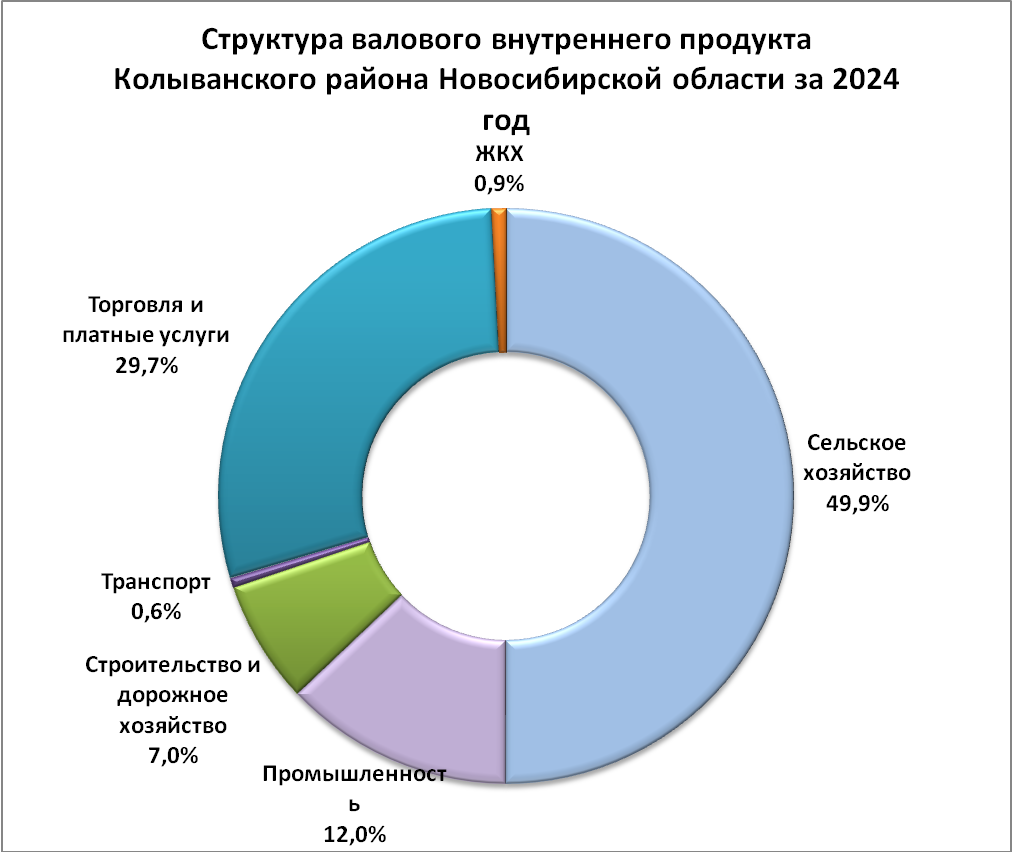 Структура валового внутреннего продукта
Колыванского района Новосибирской области за 2024
год
ЖКХ
0,9%
Торговля и
платные услуги
29,7%
Сельское
хозяйство
49,9%
Транспорт
0,6%
Строительство и
дорожное
хозяйство
7,0%
Промышленност
ь
12,0%